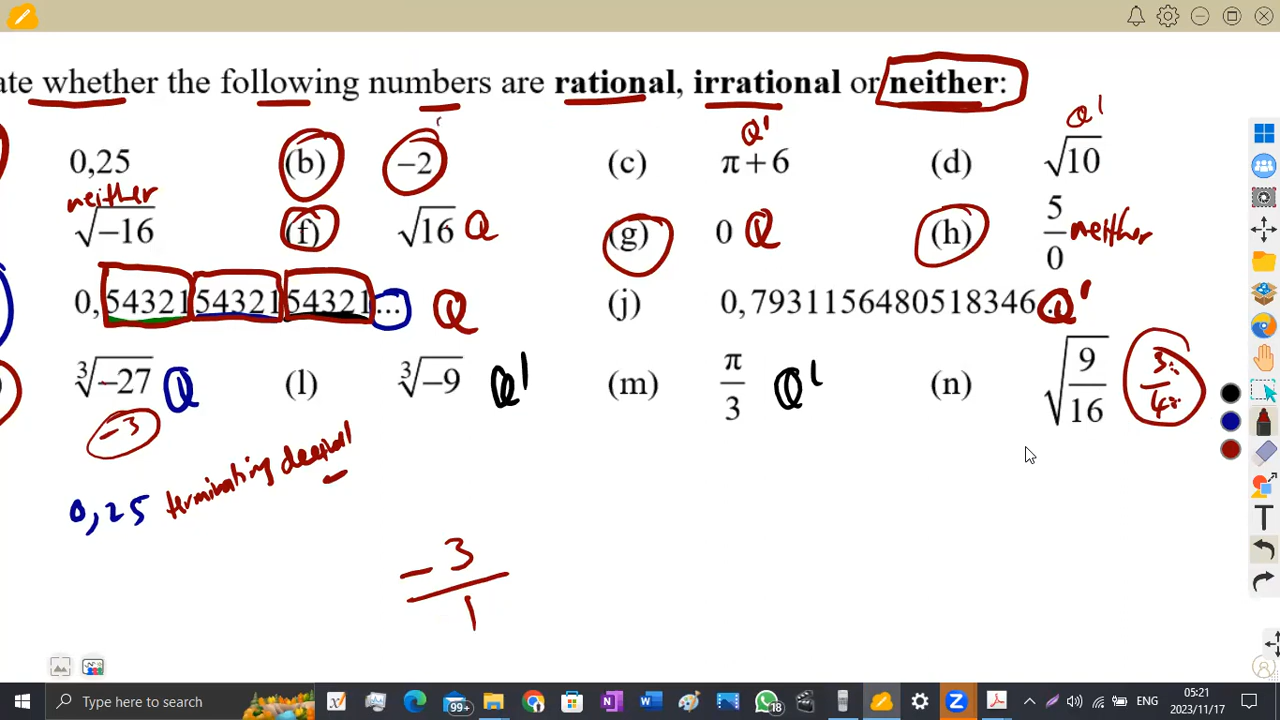 ate whether the following numbers are rational, irrational or neither:
Q' Q'
0,25 (b) –2 (c) π+6 (d) √10
neither
√–16 (f) √16 Q (g) 0 Q (h) 5/0 neither
0,543215432154321... Q (j) 0,7931156480518346 Q'
∛–27 Q (l) ∛–9 Q' (m) π/3 Q' (n) √9/16 3/4
–3
0,25 terminating decimal
–3/1
99+
Type here to search
18
ENG
05:21
2023/11/17